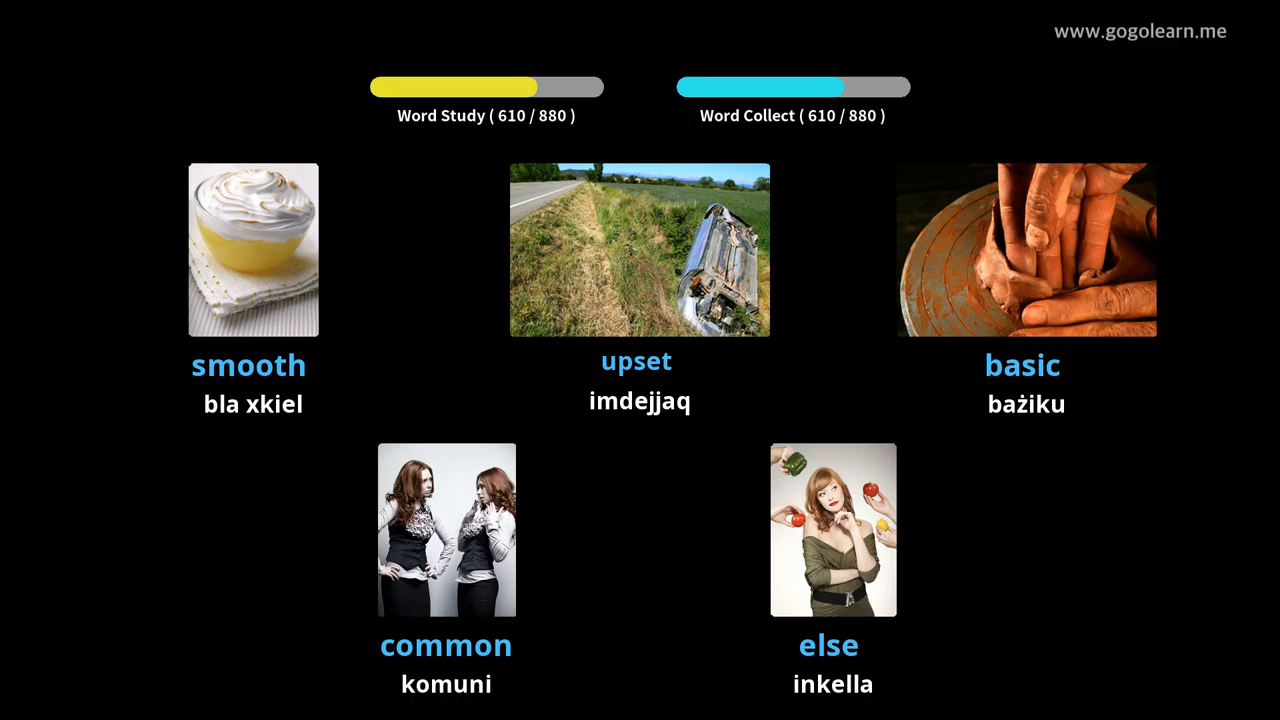 www.gogolearn.me
Word Study ( 610 / 880 )
Word Collect ( 610 / 880 )
smooth
bla xkiel
upset
imdejjaq
basic
bażiku
common
komuni
else
inkella